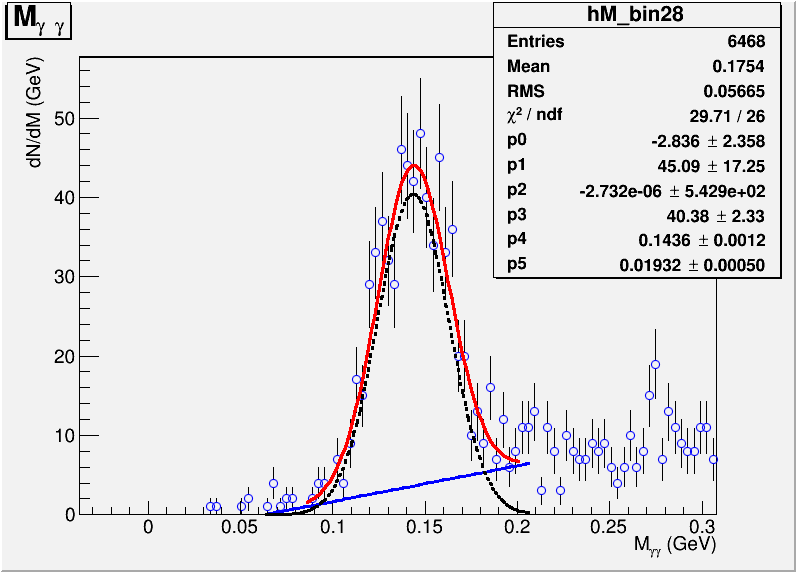 M γ γ
hM_bin28
Entries 6468
Mean 0.1754
RMS 0.05665
χ² / ndf 29.71 / 26
p0 -2.836 ± 2.358
p1 45.09 ± 17.25
p2 -2.732e-06 ± 5.429e+02
p3 40.38 ± 2.33
p4 0.1436 ± 0.0012
p5 0.01932 ± 0.00050
dN/dM (GeV)
50
40
30
20
10
0
0 0.05 0.1 0.15 0.2 0.25 0.3
Mγγ (GeV)